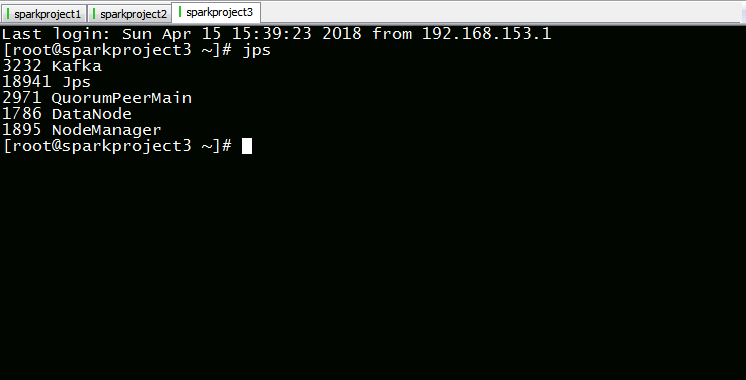 sparkproject1 sparkproject2 sparkproject3
Last login: Sun Apr 15 15:39:23 2018 from 192.168.153.1
[root@sparkproject3 ~]# jps
3232 Kafka
18941 Jps
2971 QuorumPeerMain
1786 DataNode
1895 NodeManager
[root@sparkproject3 ~]#